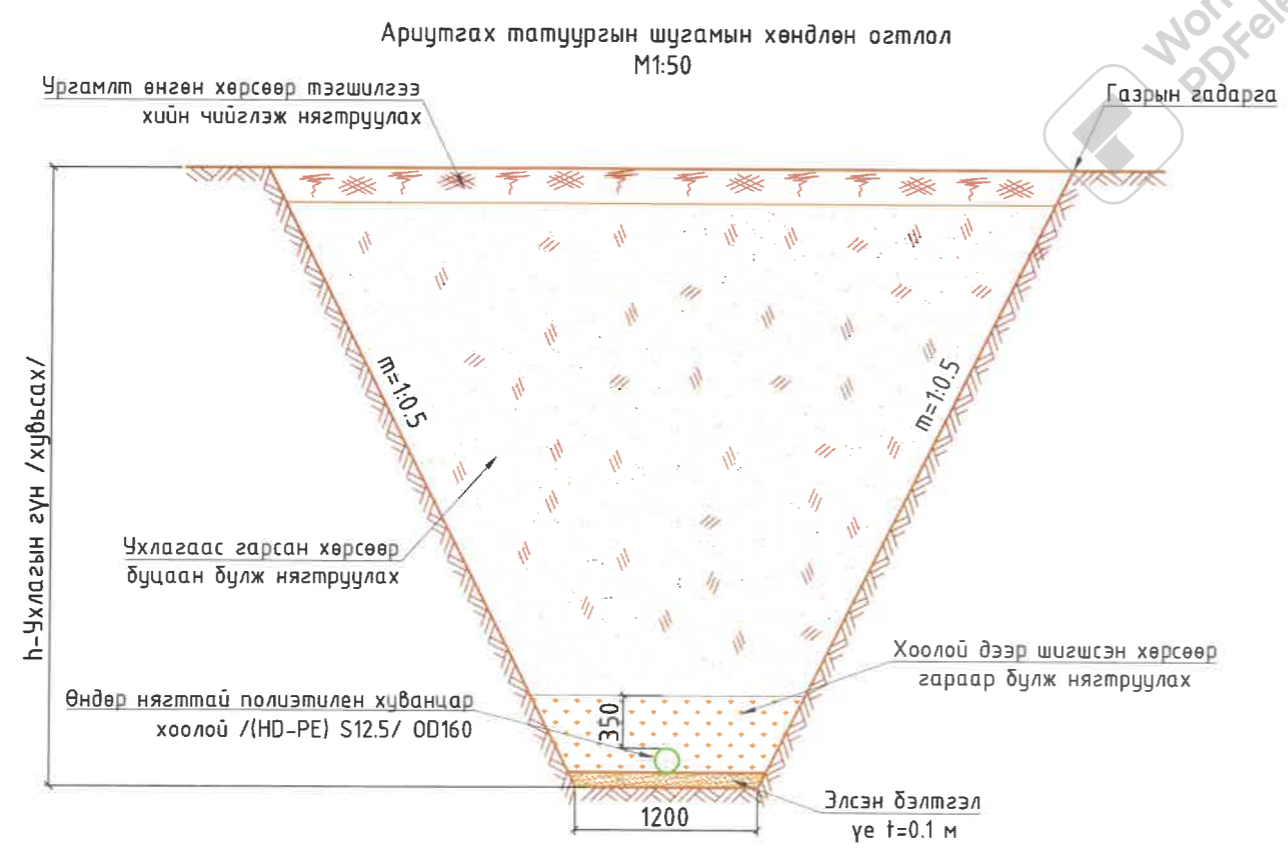 Ариутгах татуургын шугамын хөндлөн огтлол
М1:50
Ургамлт өнгөн хөрсөөр тэгшилгээ
хийн чийглэж нягтруулах
Газрын гадарга
m=1:0.5
m=1:0.5
h-Ухлагын гүн /хувьсах/
Ухлагаас гарсан хөрсөөр
буцаан булж нягтруулах
Хоолой дээр шигшсэн хөрсөөр
гараар булж нягтруулах
Өндөр нягттай полиэтилен хуванцар
хоолой /(HD-PE) S12.5/ OD160
350
1200
Элсэн бэлтгэл
үе t=0.1 м